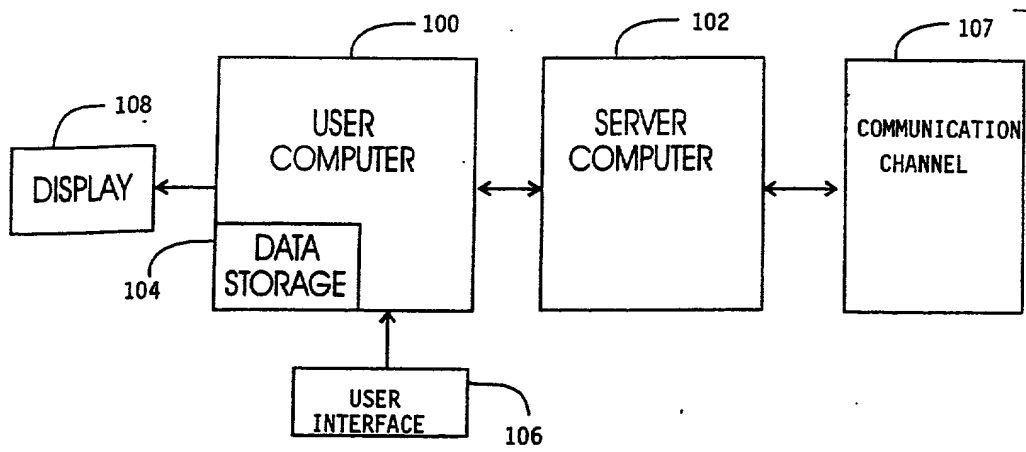 100
102
107
108
USER
COMPUTER
SERVER
COMPUTER
COMMUNICATION
CHANNEL
DISPLAY
DATA
STORAGE
104
USER
INTERFACE
106